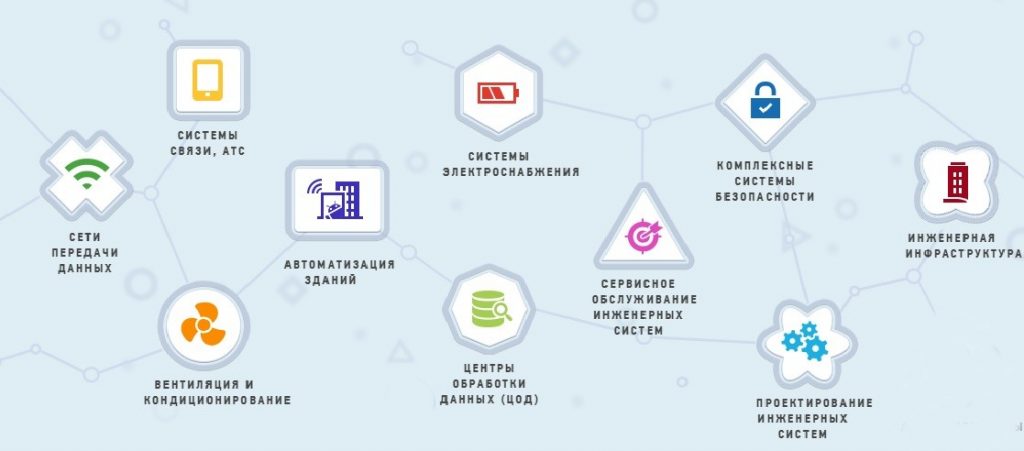 СИСТЕМЫ
СВЯЗИ, АТС
СИСТЕМЫ
ЭЛЕКТРОСНАБЖЕНИЯ
КОМПЛЕКСНЫЕ
СИСТЕМЫ
БЕЗОПАСНОСТИ
СЕТИ
ПЕРЕДАЧИ
ДАННЫХ
АВТОМАТИЗАЦИЯ
ЗДАНИЙ
ИНЖЕНЕРНАЯ
ИНФРАСТРУКТУРА
СЕРВИСНОЕ
ОБСЛУЖИВАНИЕ
ИНЖЕНЕРНЫХ
СИСТЕМ
ВЕНТИЛЯЦИЯ И
КОНДИЦИОНИРОВАНИЕ
ЦЕНТРЫ
ОБРАБОТКИ
ДАННЫХ (ЦОД)
ПРОЕКТИРОВАНИЕ
ИНЖЕНЕРНЫХ
СИСТЕМ